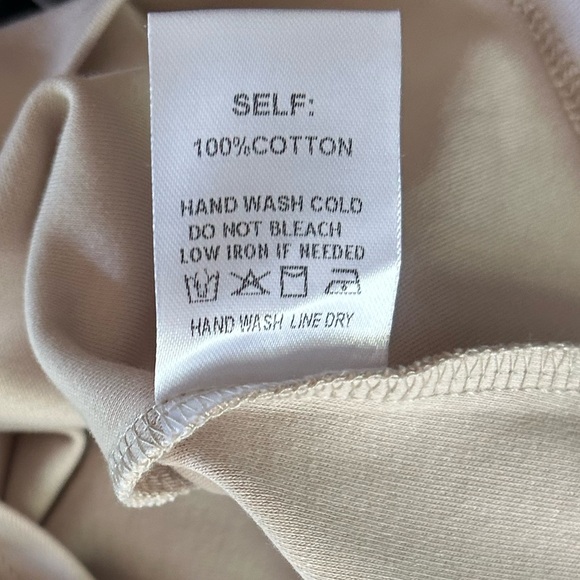 SELF:
100%COTTON
HAND WASH COLD
DO NOT BLEACH
LOW IRON IF NEEDED
HAND WASH LINE DRY